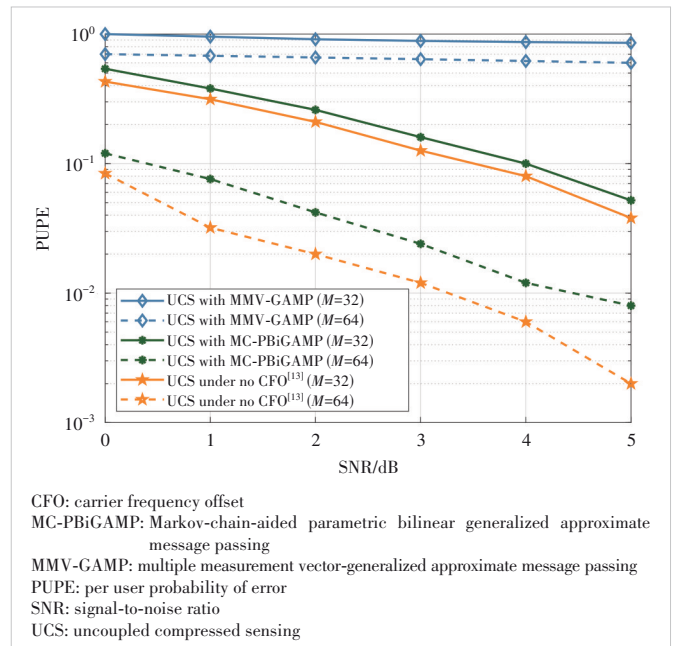 10⁰
10⁻¹
10⁻²
10⁻³
PUPE
UCS with MMV-GAMP (M=32)
UCS with MMV-GAMP (M=64)
UCS with MC-PBiGAMP (M=32)
UCS with MC-PBiGAMP (M=64)
UCS under no CFO[13] (M=32)
UCS under no CFO[13] (M=64)
0 1 2 3 4 5
SNR/dB
CFO: carrier frequency offset
MC-PBiGAMP: Markov-chain-aided parametric bilinear generalized approximate
message passing
MMV-GAMP: multiple measurement vector-generalized approximate message passing
PUPE: per user probability of error
SNR: signal-to-noise ratio
UCS: uncoupled compressed sensing